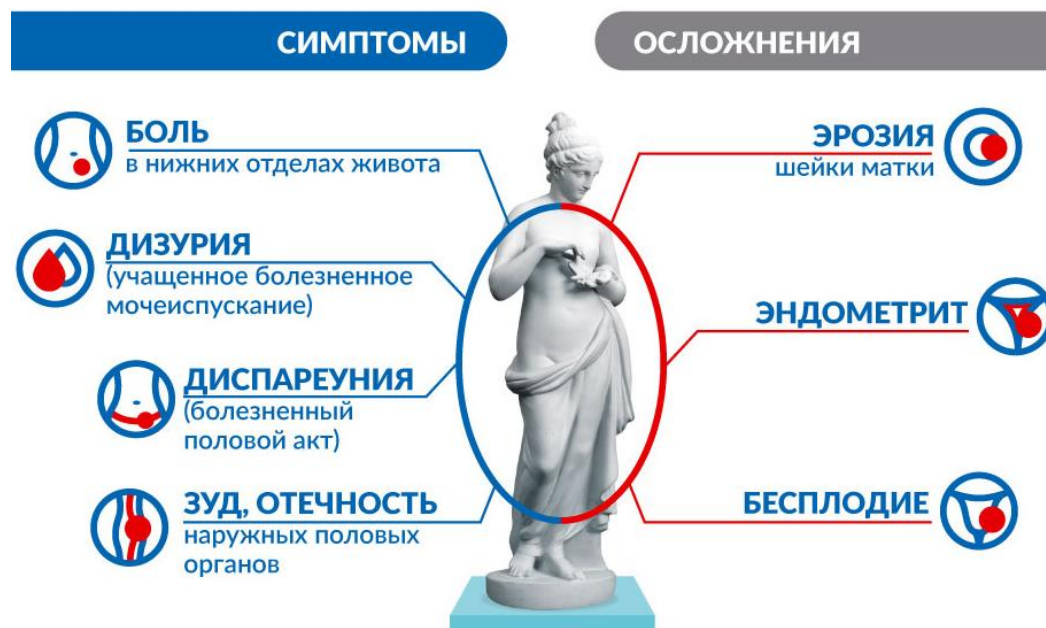 СИМПТОМЫ
ОСЛОЖНЕНИЯ
БОЛЬ
в нижних отделах живота
ДИЗУРИЯ
(учащенное болезненное
мочеиспускание)
ДИСПАРЕУНИЯ
(болезненный
половой акт)
ЗУД, ОТЕЧНОСТЬ
наружных половых
органов
ЭРОЗИЯ
шейки матки
ЭНДОМЕТРИТ
БЕСПЛОДИЕ